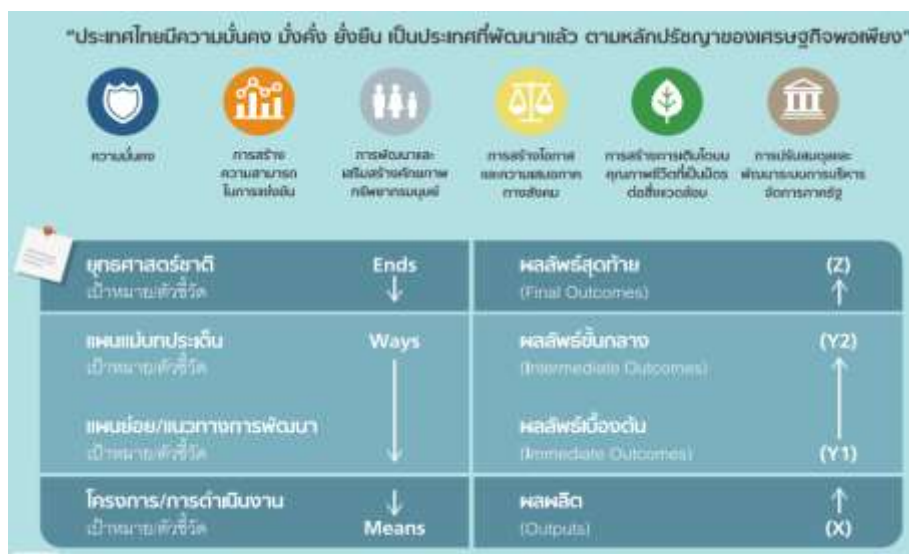 “ประเทศไทยมีความมั่นคง มั่งคั่ง ยั่งยืน เป็นประเทศที่พัฒนาแล้ว ตามหลักปรัชญาของเศรษฐกิจพอเพียง”
ความมั่นคง
การสร้าง
ความสามารถ
ในการแข่งขัน
การพัฒนาและ
เสริมสร้างศักยภาพ
ทรัพยากรมนุษย์
การสร้างโอกาส
และความเสมอภาค
ทางสังคม
การสร้างการเติบโตบน
คุณภาพชีวิตที่เป็นมิตร
ต่อสิ่งแวดล้อม
การปรับสมดุลและ
พัฒนาระบบการบริหาร
จัดการภาครัฐ
ยุทธศาสตร์ชาติ Ends
เป้าหมาย/ตัวชี้วัด
ผลลัพธ์สุดท้าย (Z)
(Final Outcomes)
แผนแม่บทประเด็น Ways
เป้าหมาย/ตัวชี้วัด
ผลลัพธ์ขั้นกลาง (Y2)
(Intermediate Outcomes)
แผนย่อย/แนวทางการพัฒนา
เป้าหมาย/ตัวชี้วัด
ผลลัพธ์เบื้องต้น
(Immediate Outcomes) (Y1)
โครงการ/การดำเนินงาน
เป้าหมาย/ตัวชี้วัด Means
ผลผลิต
(Outputs) (X)